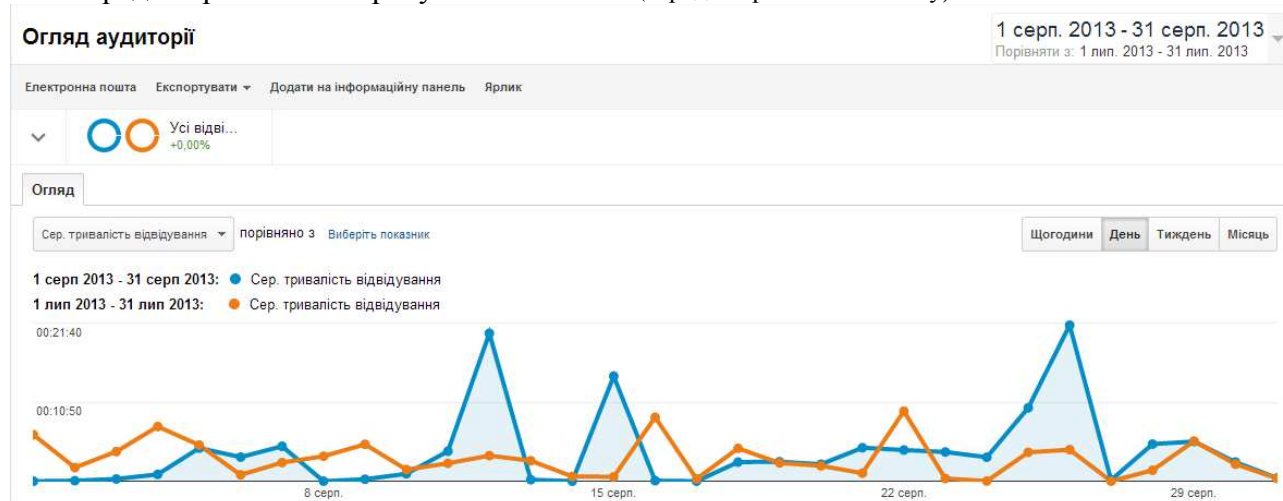 Огляд аудиторії
1 серп. 2013 - 31 серп. 2013
Порівняти з: 1 лип. 2013 - 31 лип. 2013
Електронна пошта Експортувати Додати на інформаційну панель Ярлик
Усі відві...
+0,00%
Огляд
Сер. тривалість відвідування порівняно з Виберіть показник
Щогодини День Тиждень Місяць
1 серп 2013 - 31 серп 2013: Сер. тривалість відвідування
1 лип 2013 - 31 лип 2013: Сер. тривалість відвідування
00:21:40
00:10:50
8 серп. 15 серп. 22 серп. 29 серп.